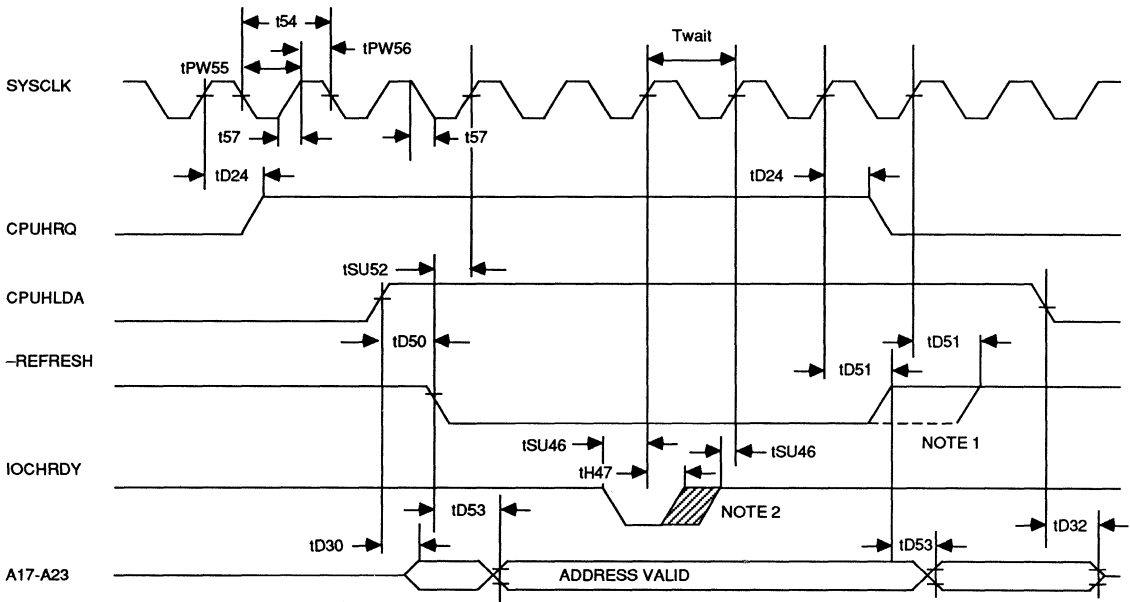 t54
tPW56
Twait
tPW55
SYSCLK
t57
t57
tD24
tD24
CPUHRQ
tSU52
CPUHLDA
tD50
tD51
–REFRESH
tD51
NOTE 1
tSU46
tSU46
tH47
IOCHRDY
NOTE 2
tD53
tD32
tD30
tD53
A17-A23
ADDRESS VALID